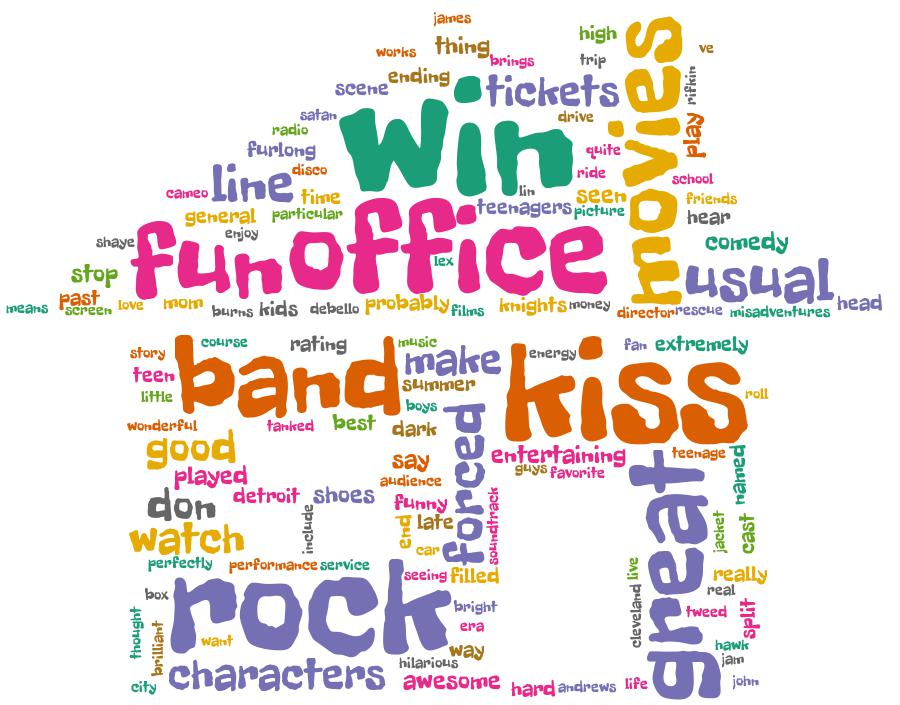 james
works
thing
high
ve
brings
trip
scene
ending
tickets
movies
rifkin
satan
win
drive
radio
play
furlong
quite
disco
ride
line
school
cameo
time
lin
seen
friends
general
particular
teenagers
picture
hear
shaye
enjoy
fun
office
comedy
stop
lex
usual
means
past
screen
love
mom
burns
kids
debello
probably
films
knights
money
director
rescue
misadventures
head
story
course
rating
music
make
energy
fan
extremely
teen
band
summer
kiss
little
boys
roll
wonderful
tanked
best
dark
forced
good
entertaining
teenage
say
guys
favorite
named
played
audience
great
detroit
shoes
don
funny
soundtrack
include
end
late
jacket
cast
watch
car
perfectly
performance
service
seeing
filled
live
really
box
rock
real
bright
thought
want
era
cleveland
tweed
split
brilliant
way
hawk
characters
hilarious
jam
city
awesome
hard
andrews
life
john